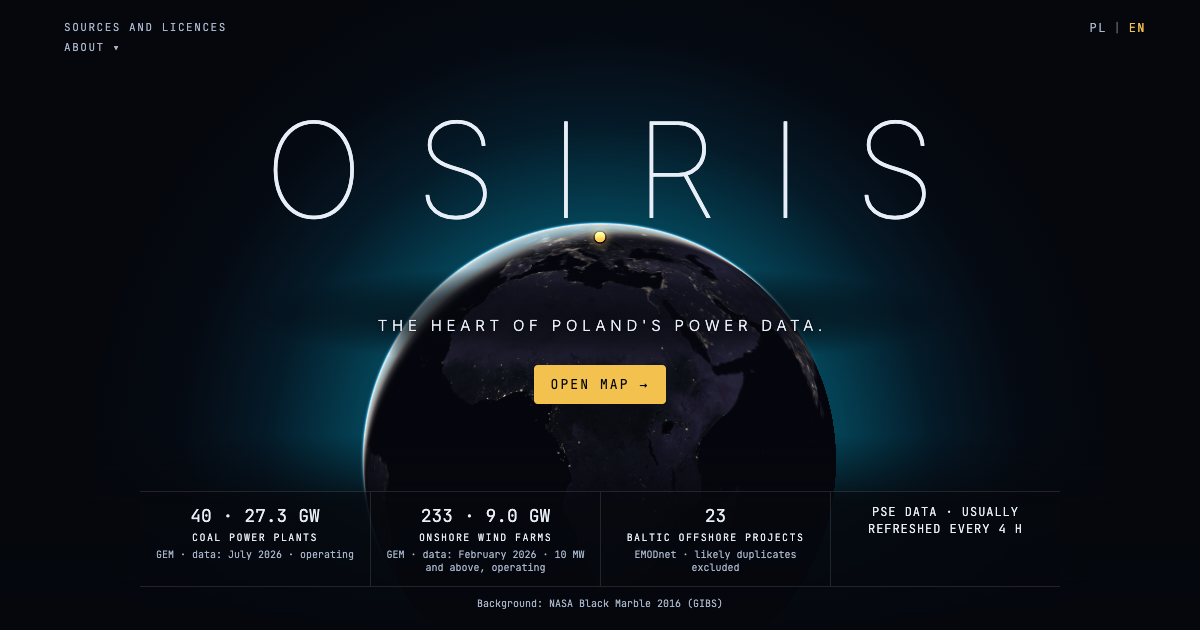 SOURCES AND LICENCES
ABOUT ▾
PL | EN
OSIRIS
THE HEART OF POLAND'S POWER DATA.
OPEN MAP →
40 · 27.3 GW
COAL POWER PLANTS
GEM · data: July 2026 · operating
233 · 9.0 GW
ONSHORE WIND FARMS
GEM · data: February 2026 · 10 MW
and above, operating
23
BALTIC OFFSHORE PROJECTS
EMODnet · likely duplicates
excluded
PSE DATA · USUALLY
REFRESHED EVERY 4 H
Background: NASA Black Marble 2016 (GIBS)